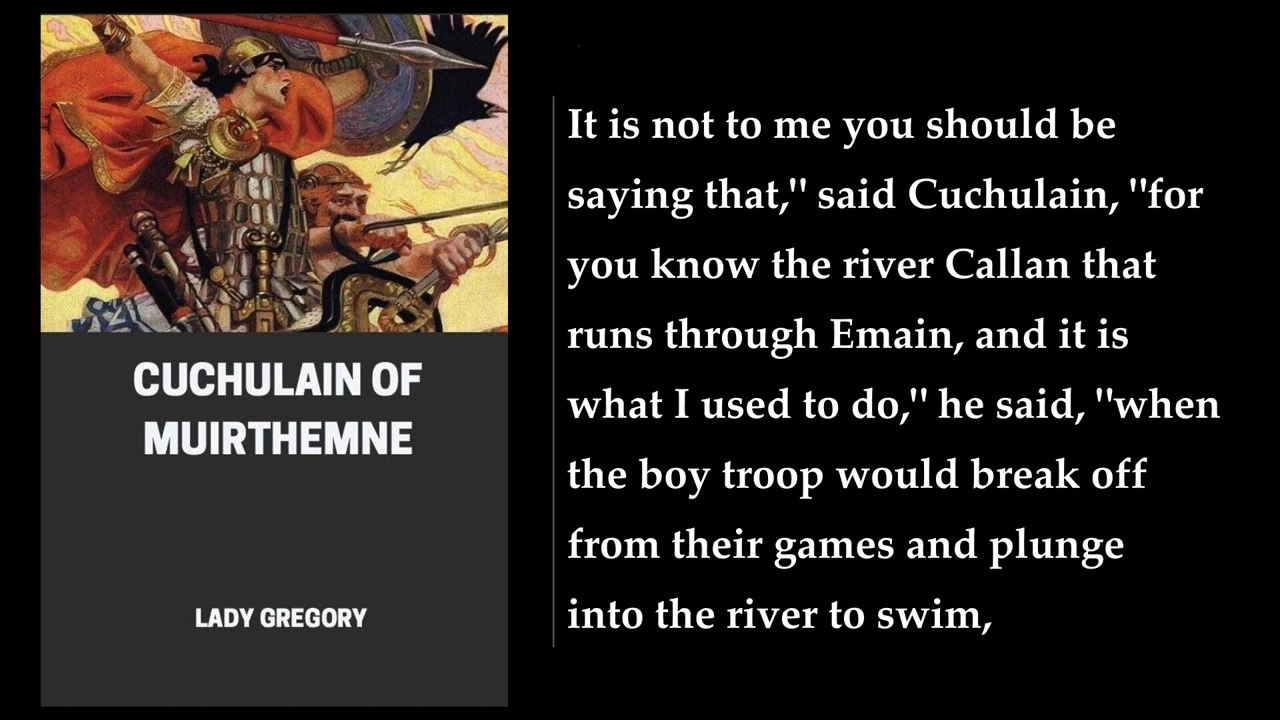 CUCHULAIN OF
MUIRTHEMNE
LADY GREGORY
It is not to me you should be
saying that," said Cuchulain, "for
you know the river Callan that
runs through Emain, and it is
what I used to do," he said, "when
the boy troop would break off
from their games and plunge
into the river to swim,